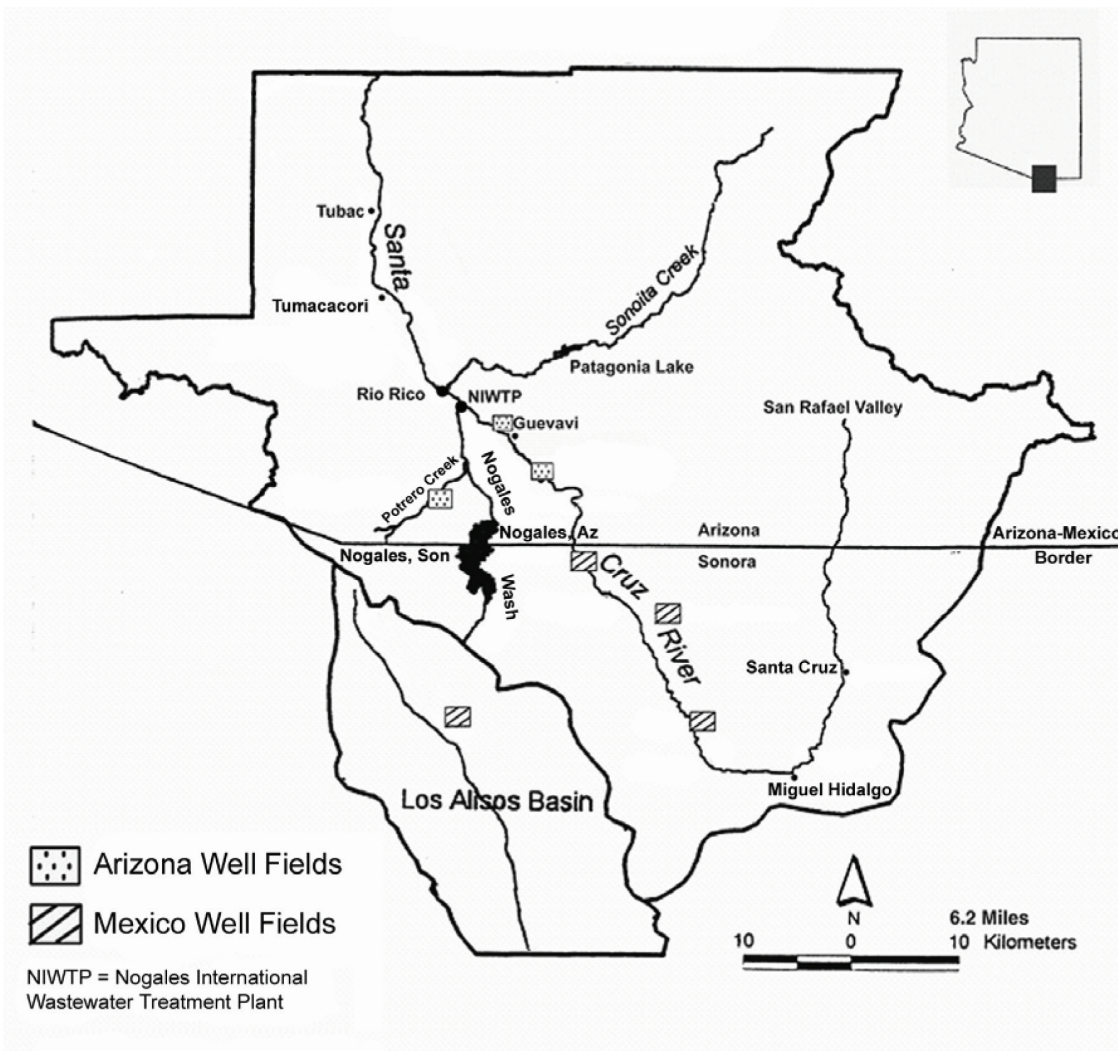 Tubac
Santa
Tumacacori
Sonoita Creek
Patagonia Lake
Rio Rico
NIWTP
San Rafael Valley
Guevavi
Potrero Creek
Nogales
Nogales, Az
Arizona
Arizona-Mexico
Nogales, Son
Sonora
Border
Cruz
Wash
River
Santa Cruz
Miguel Hidalgo
Los Alisos Basin
Arizona Well Fields
Mexico Well Fields
N
6.2 Miles
10 0 10 Kilometers
NIWTP = Nogales International
Wastewater Treatment Plant